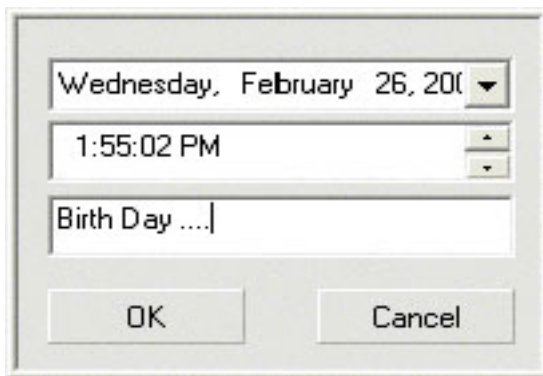 Wednesday, February 26, 200
1:55:02 PM
Birth Day ....
OK
Cancel